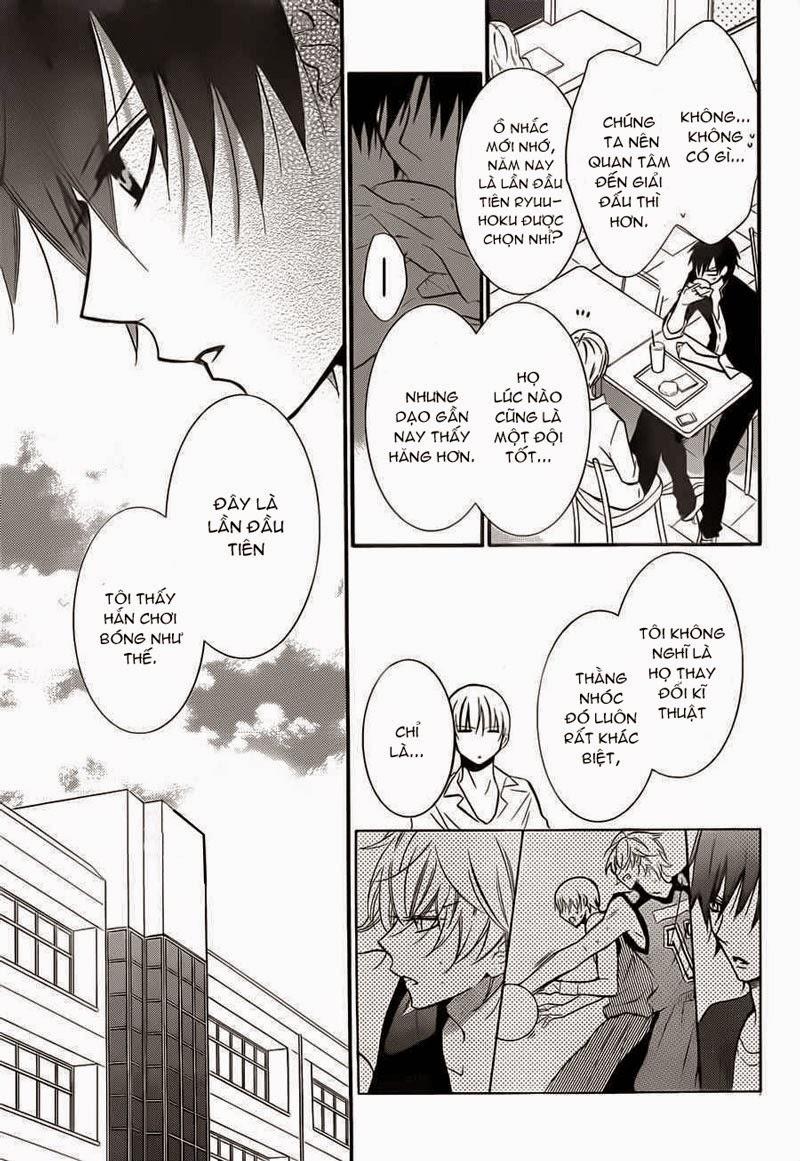 KHÔNG...
KHÔNG
CÓ GÌ...
CHÚNG
TA NÊN
QUAN TÂM
ĐẾN GIẢI
ĐẤU THÌ
HƠN.
Ồ NHẮC
MỚI NHỚ,
NĂM NAY
LÀ LẦN ĐẦU
TIÊN RYUU-
HOKU ĐƯỢC
CHỌN NHỈ?
HỌ
LÚC NÀO
CŨNG LÀ
MỘT ĐỘI
TỐT...
NHƯNG
DẠO GẦN
NAY THẤY
HĂNG HƠN.
TÔI KHÔNG
NGHĨ LÀ
HỌ THAY
ĐỔI KĨ
THUẬT
THẰNG
NHÓC
ĐÓ LUÔN
RẤT KHÁC
BIỆT,
CHỈ
LÀ...
ĐÂY LÀ
LẦN ĐẦU
TIÊN
TÔI THẤY
HẮN CHƠI
BÓNG NHƯ
THẾ.